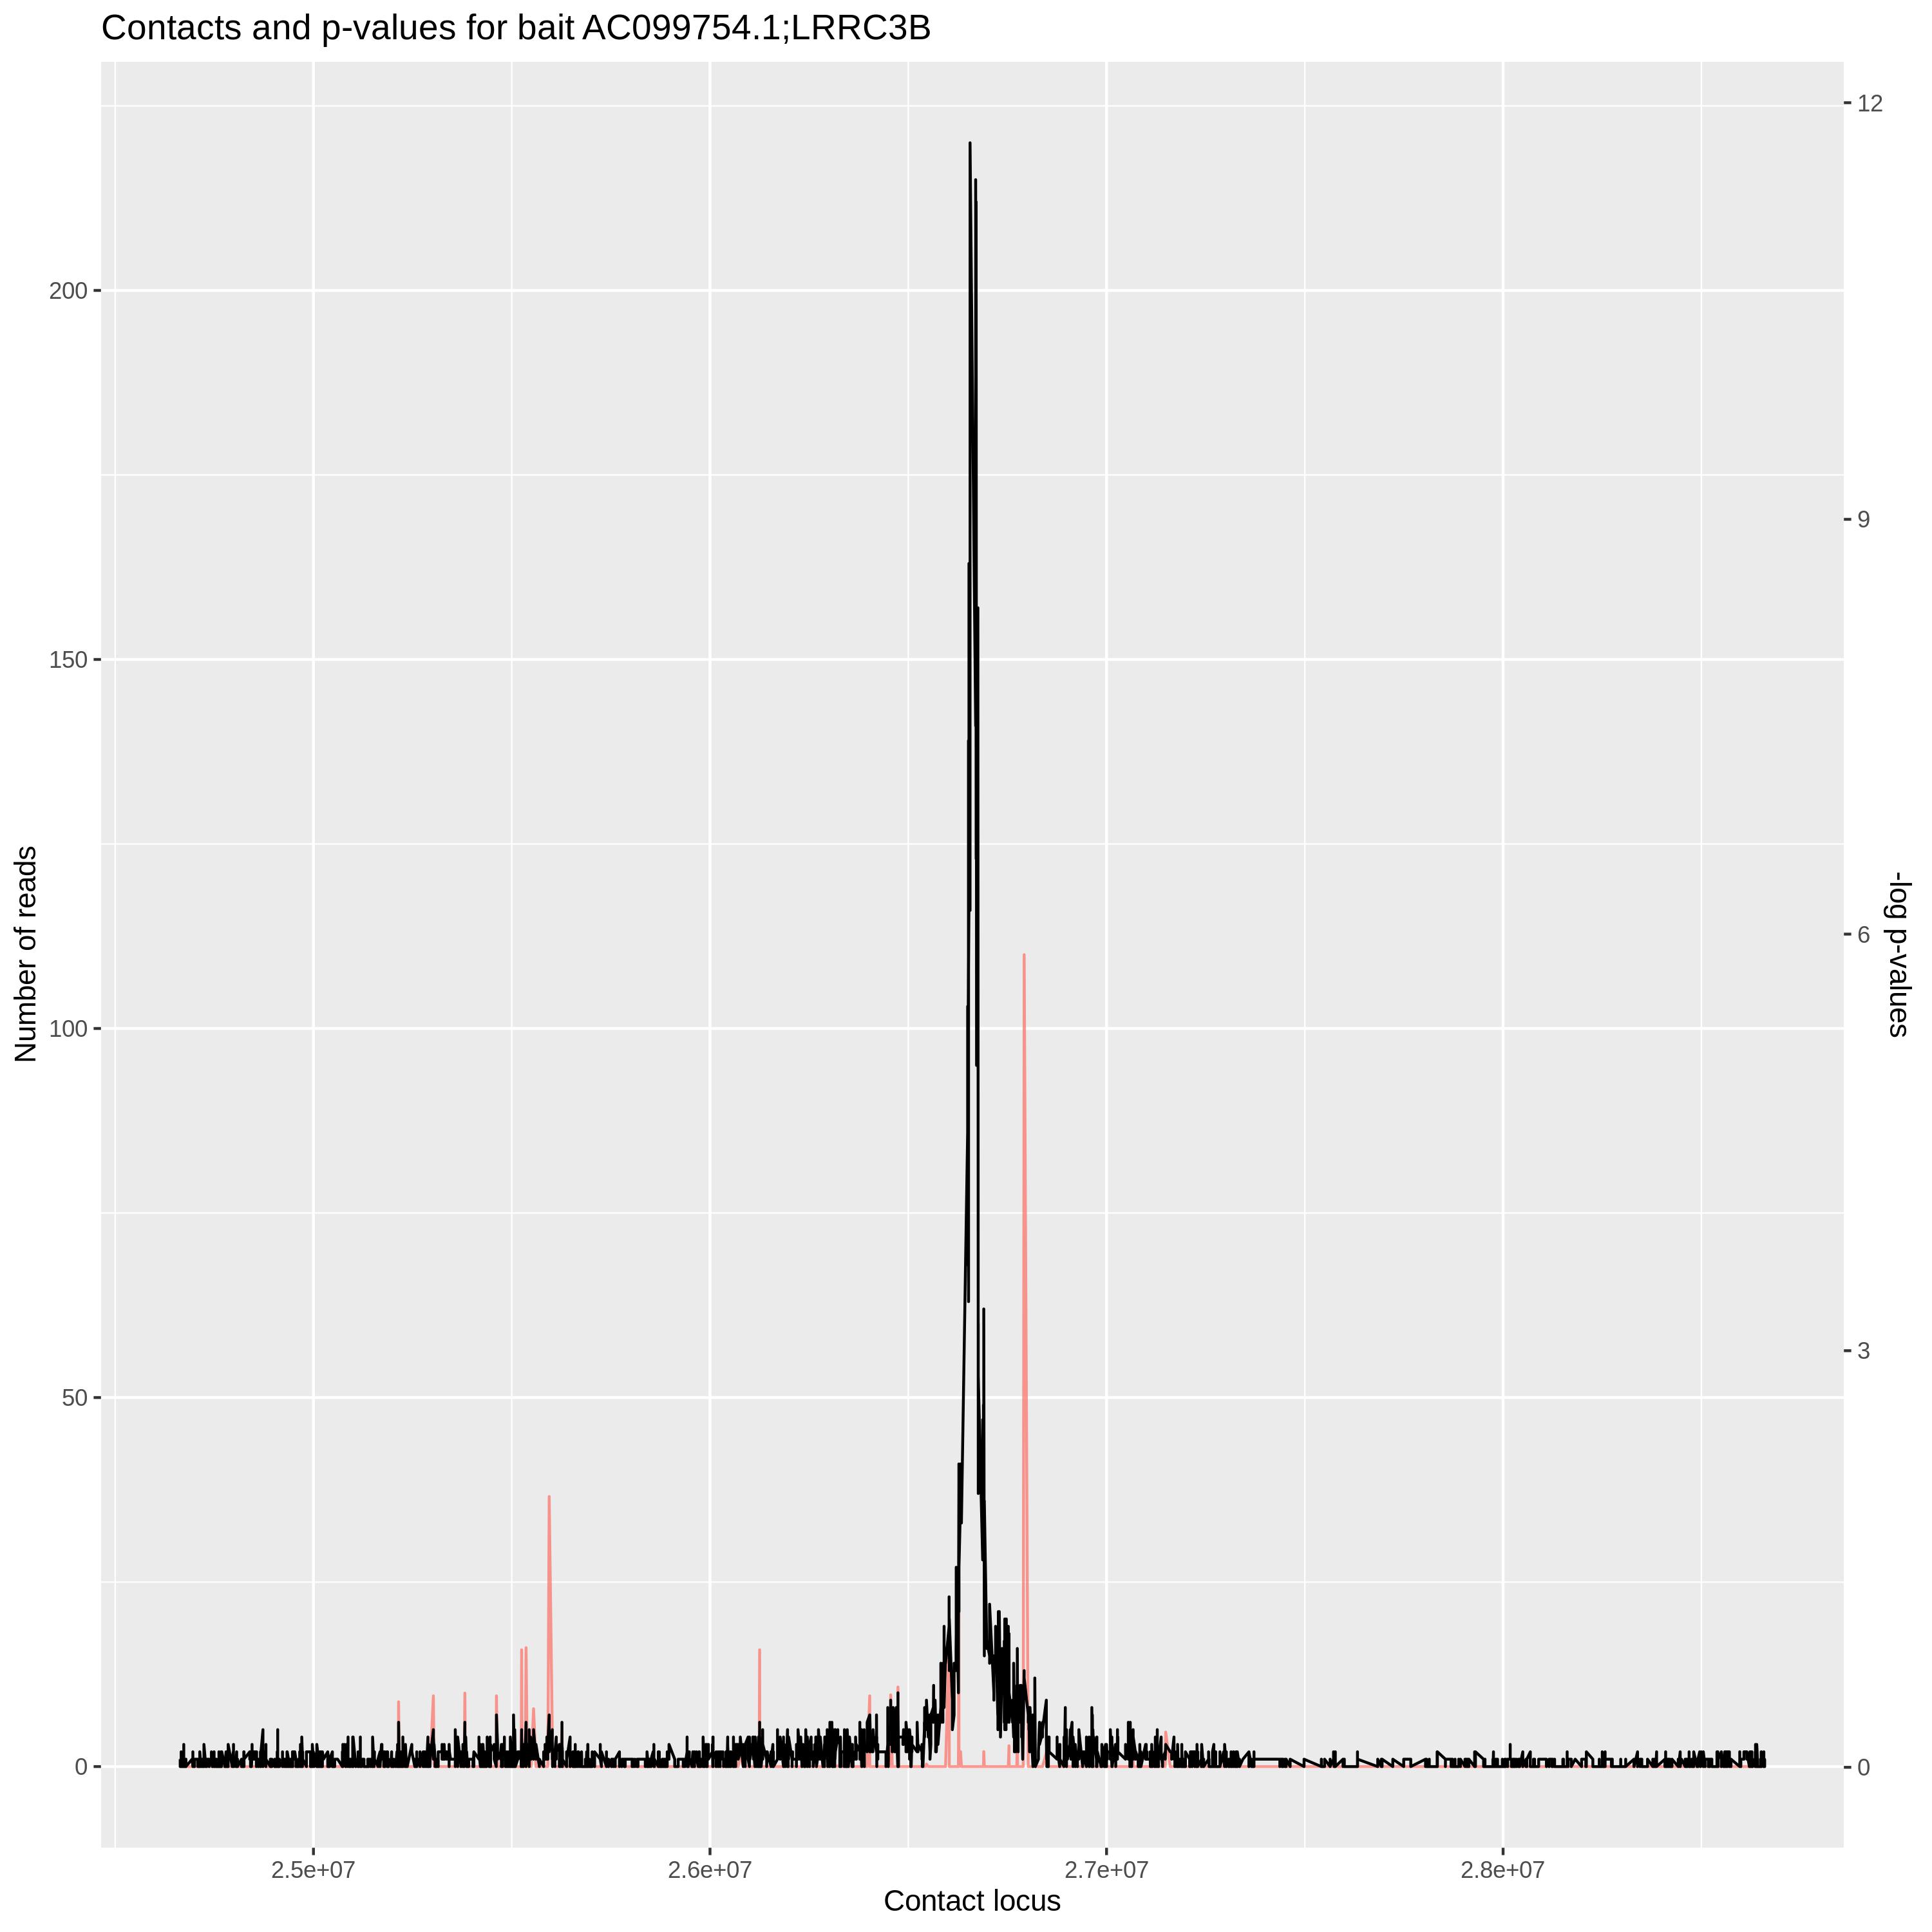 Contacts and p-values for bait AC099754.1;LRRC3B
12
200
9
150
Number of reads
-log p-values
6
100
3
50
0
0
2.5e+07
2.6e+07
2.7e+07
2.8e+07
Contact locus